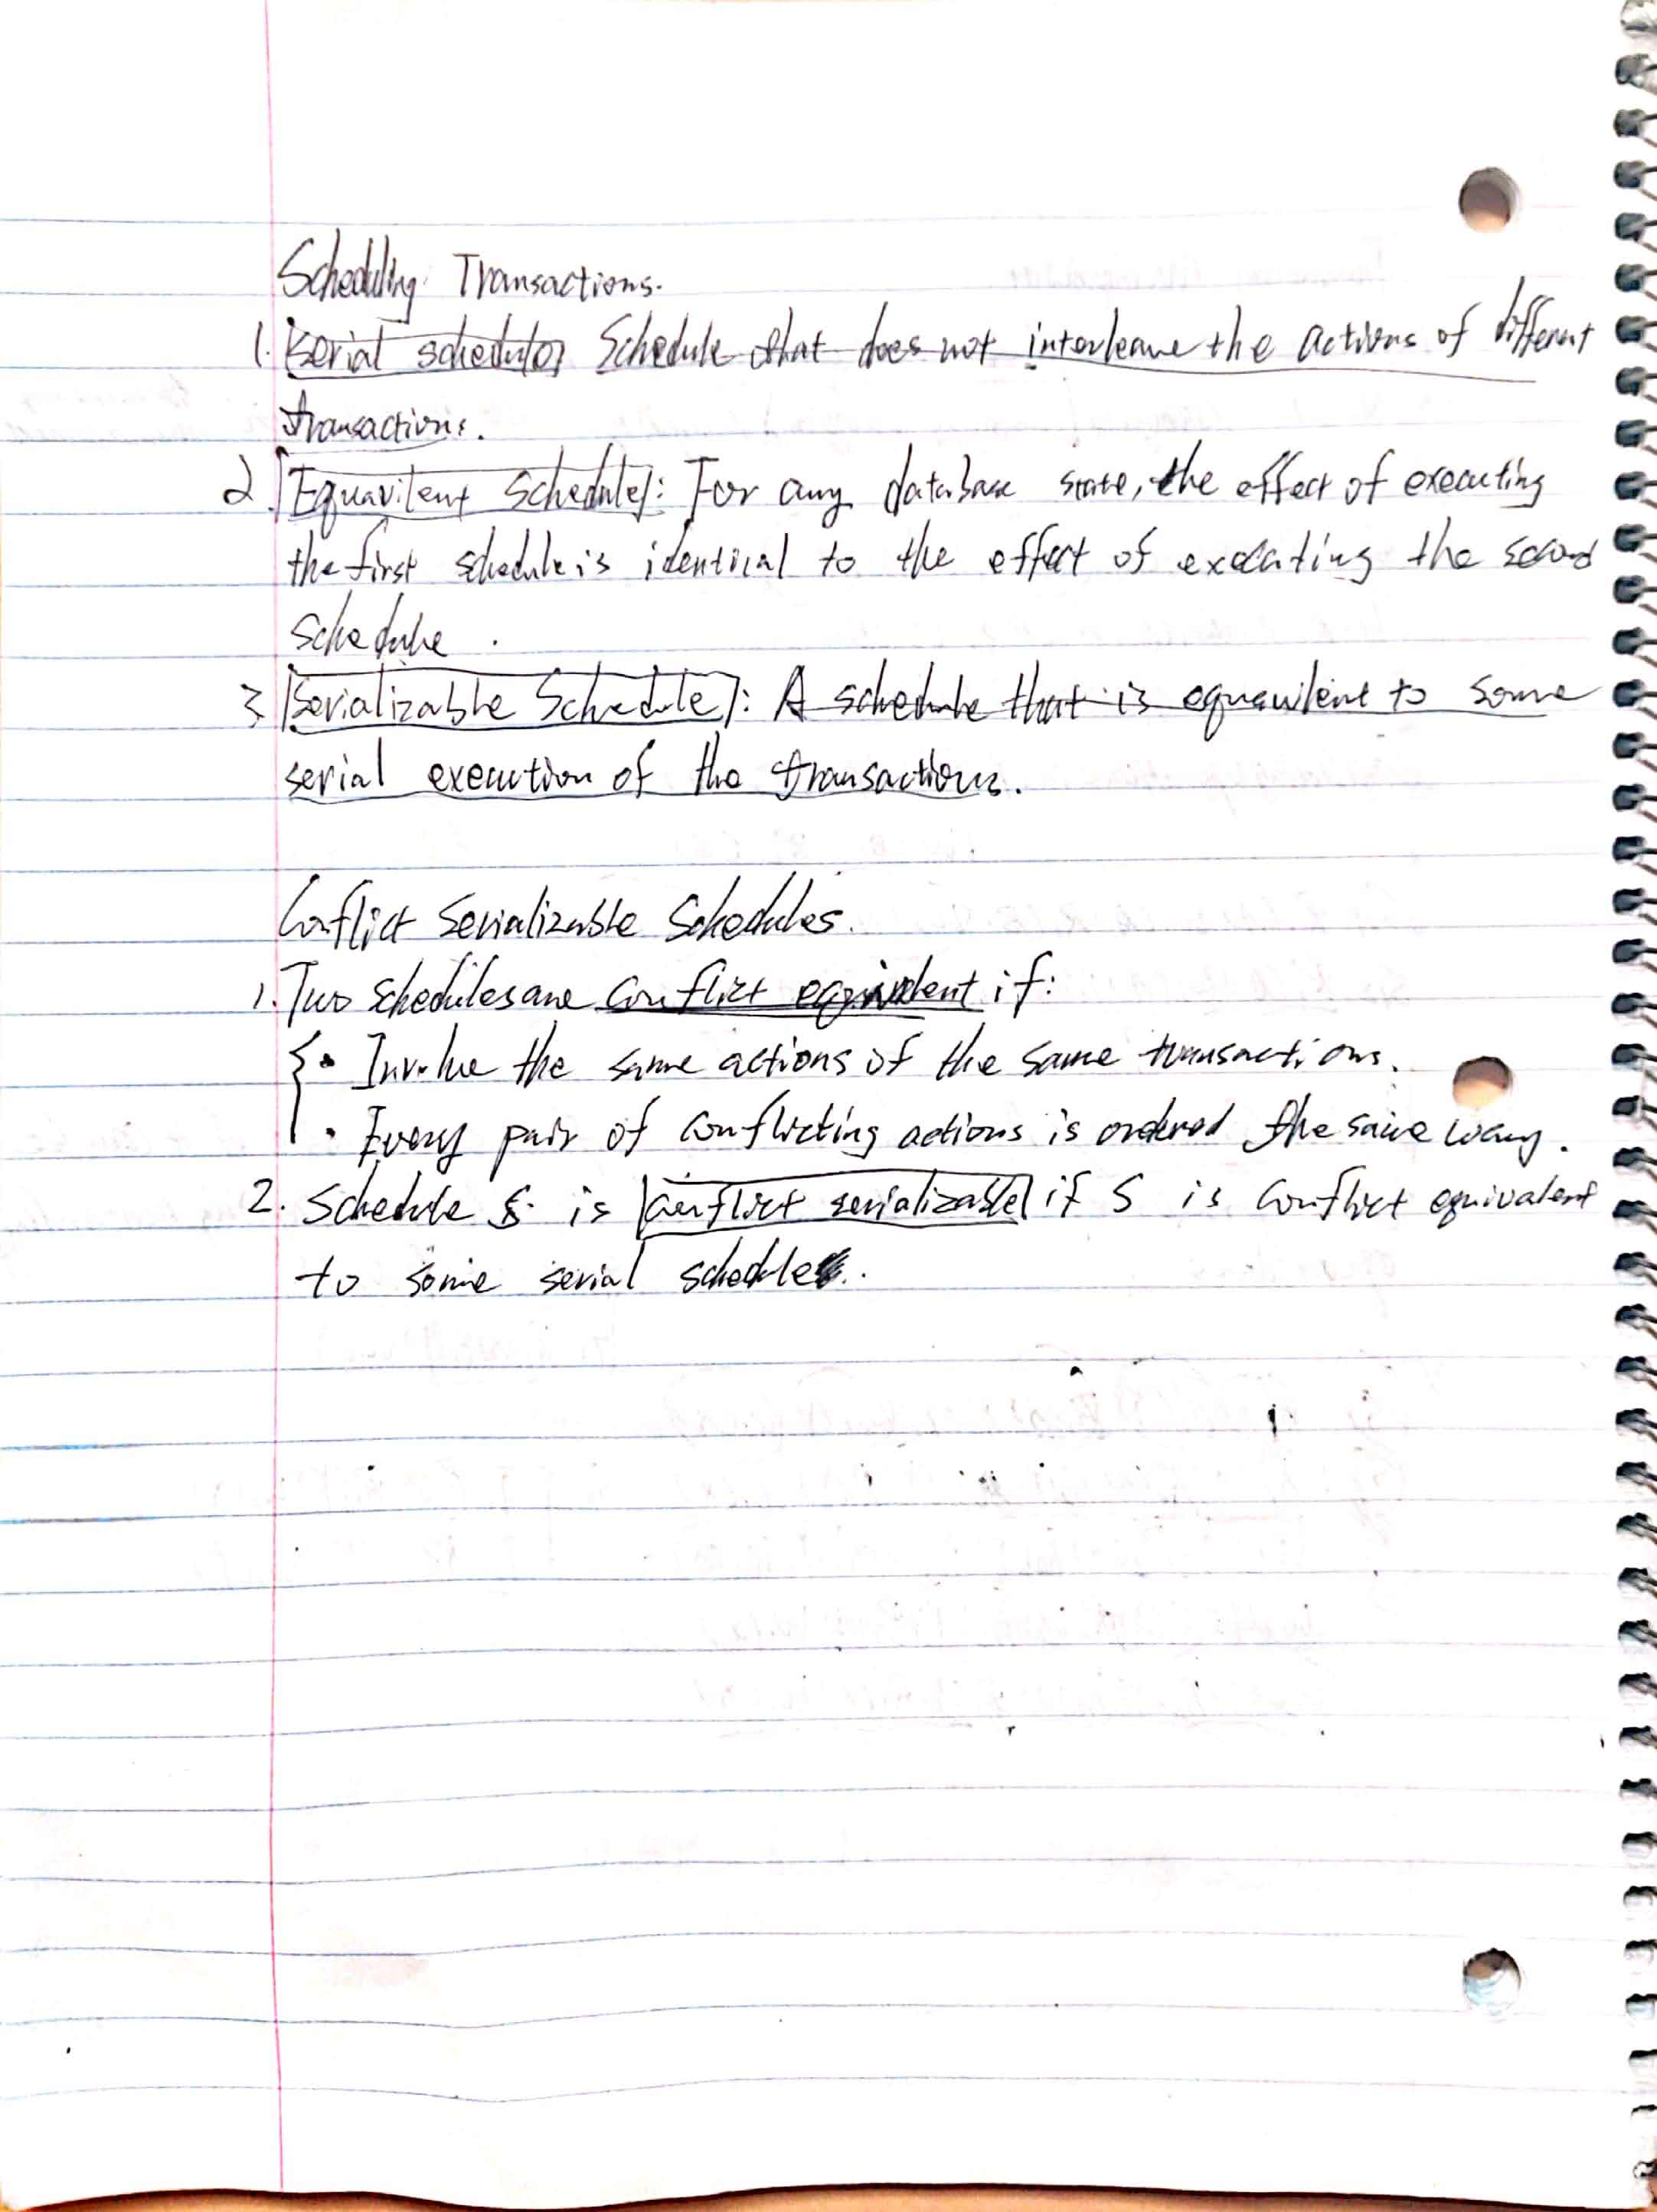 Scheduling Transactions.
1. Serial schedule, Schedule that does not interleave the actions of different
transactions.
2. Equavilent schedule: For any database state, the effect of executing
the first schedule is identical to the effect of executing the second
schedule.
3. Serializable Schedule: A schedule that is equavilent to some
serial execution of the transactions.
Conflict Serializable Schedules.
1. Two schedules are conflict equivalent if:
• Involve the same actions of the same transactions.
• Every pair of conflicting actions is ordered the same way.
2. Schedule S is conflict serializable if S is conflict equivalent
to some serial schedule.